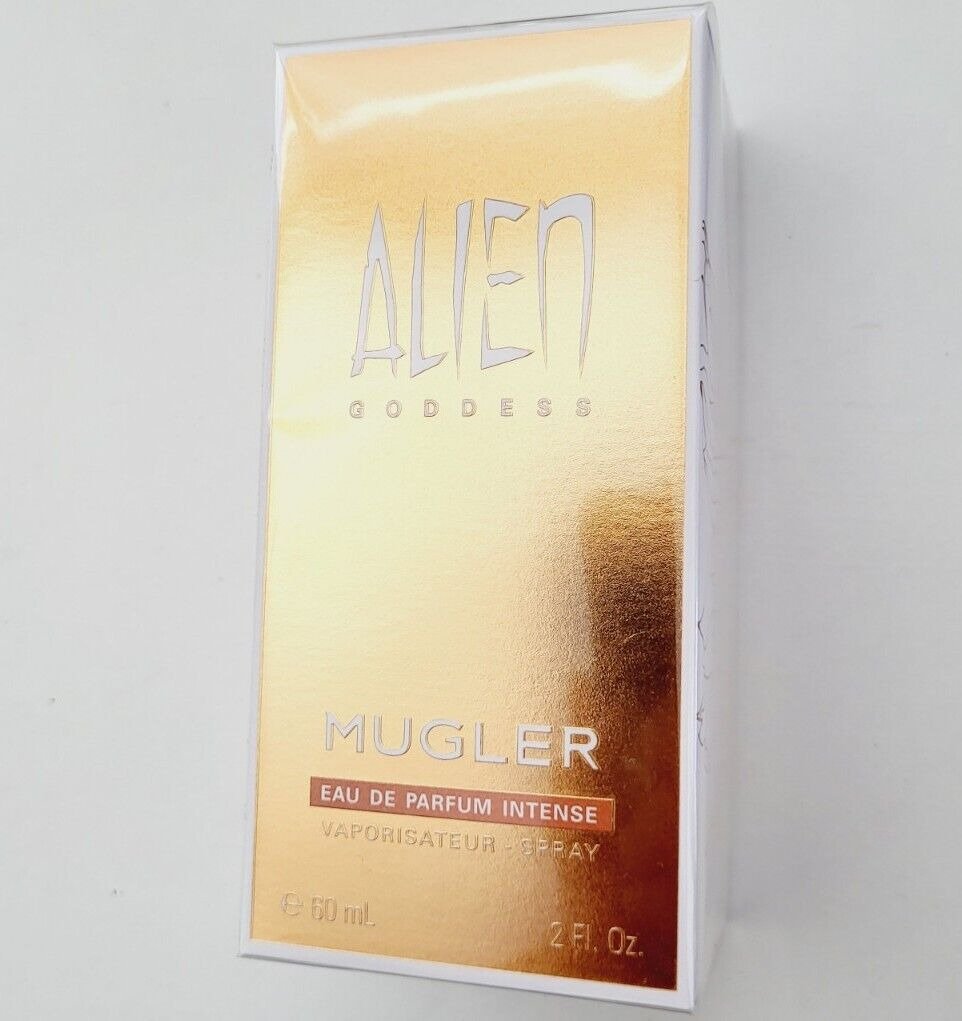 ALIEN
GODDESS
MUGLER
EAU DE PARFUM INTENSE
VAPORISATEUR - SPRAY
℮ 60 mL
2 Fl. Oz.